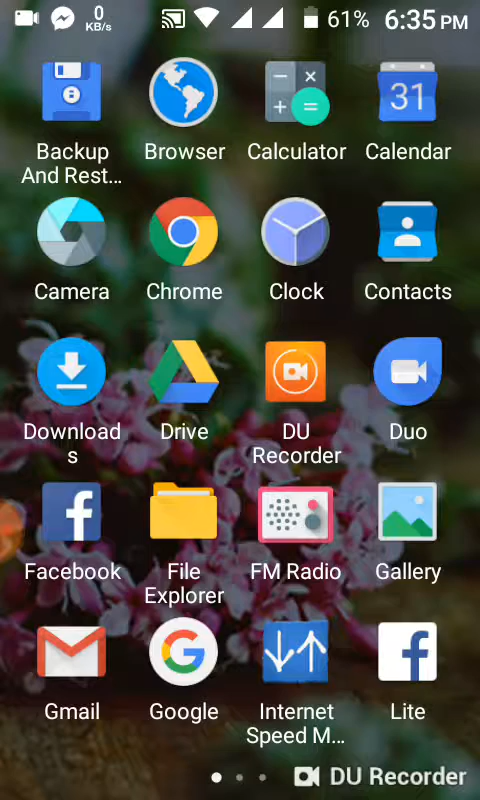 0
KB/s
61%
6:35 PM
31
Backup
And Rest...
Browser
Calculator
Calendar
Camera
Chrome
Clock
Contacts
Download
s
Drive
DU
Recorder
Duo
Facebook
File
Explorer
FM Radio
Gallery
Gmail
Google
Internet
Speed M...
Lite
DU Recorder